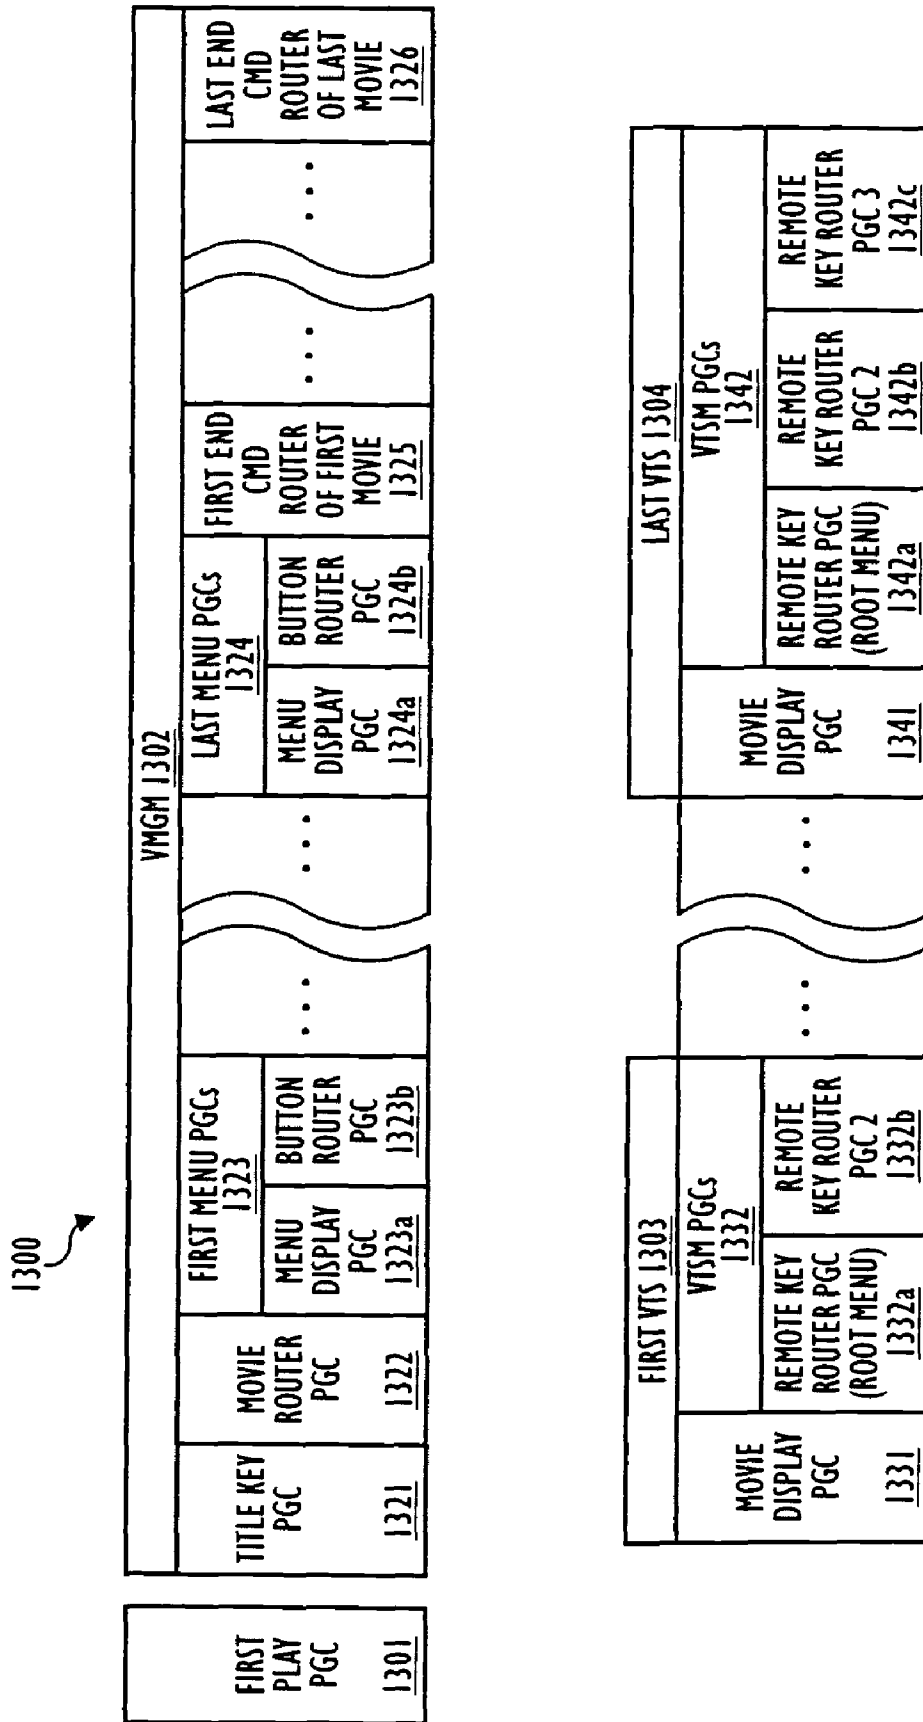 1300
FIRST
PLAY
PGC
1301
VMGM 1302
TITLE KEY
PGC
1321
MOVIE
ROUTER
PGC
1322
FIRST MENU PGCs
1323
MENU
DISPLAY
PGC
1323a
BUTTON
ROUTER
PGC
1323b
...
...
LAST MENU PGCs
1324
MENU
DISPLAY
PGC
1324a
BUTTON
ROUTER
PGC
1324b
FIRST END
CMD
ROUTER
OF FIRST
MOVIE
1325
...
...
LAST END
CMD
ROUTER
OF LAST
MOVIE
1326
FIRST VTS 1303
MOVIE
DISPLAY
PGC
1331
VTSM PGCs
1332
REMOTE KEY
ROUTER PGC
(ROOT MENU)
1332a
REMOTE
KEY ROUTER
PGC 2
1332b
...
...
LAST VTS 1304
MOVIE
DISPLAY
PGC
1341
VTSM PGCs
1342
REMOTE KEY
ROUTER PGC
(ROOT MENU)
1342a
REMOTE
KEY ROUTER
PGC 2
1342b
REMOTE
KEY ROUTER
PGC 3
1342c